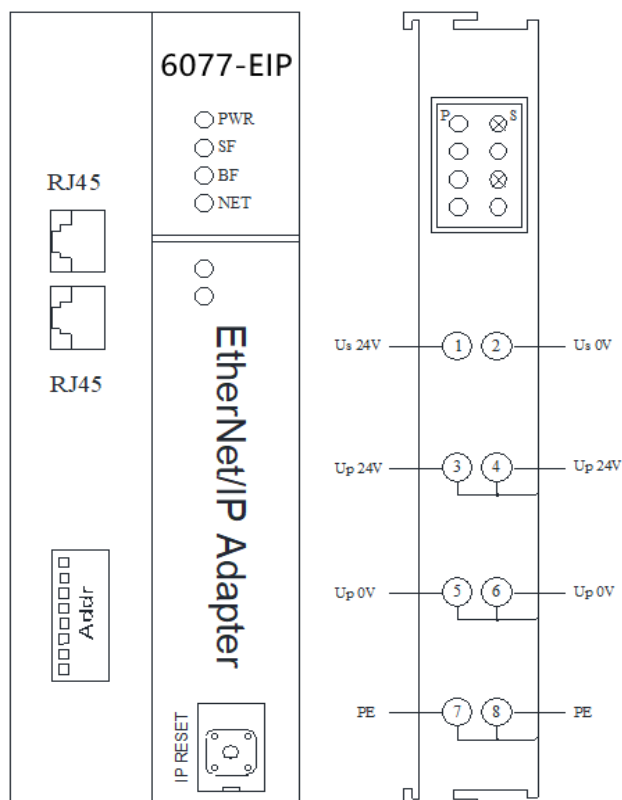 6077-EIP
PWR
SF
BF
NET
RJ45
RJ45
EtherNet/IP Adapter
Addr
IP RESET
P S
Us 24V 1 2 Us 0V
Up 24V 3 4 Up 24V
Up 0V 5 6 Up 0V
PE 7 8 PE